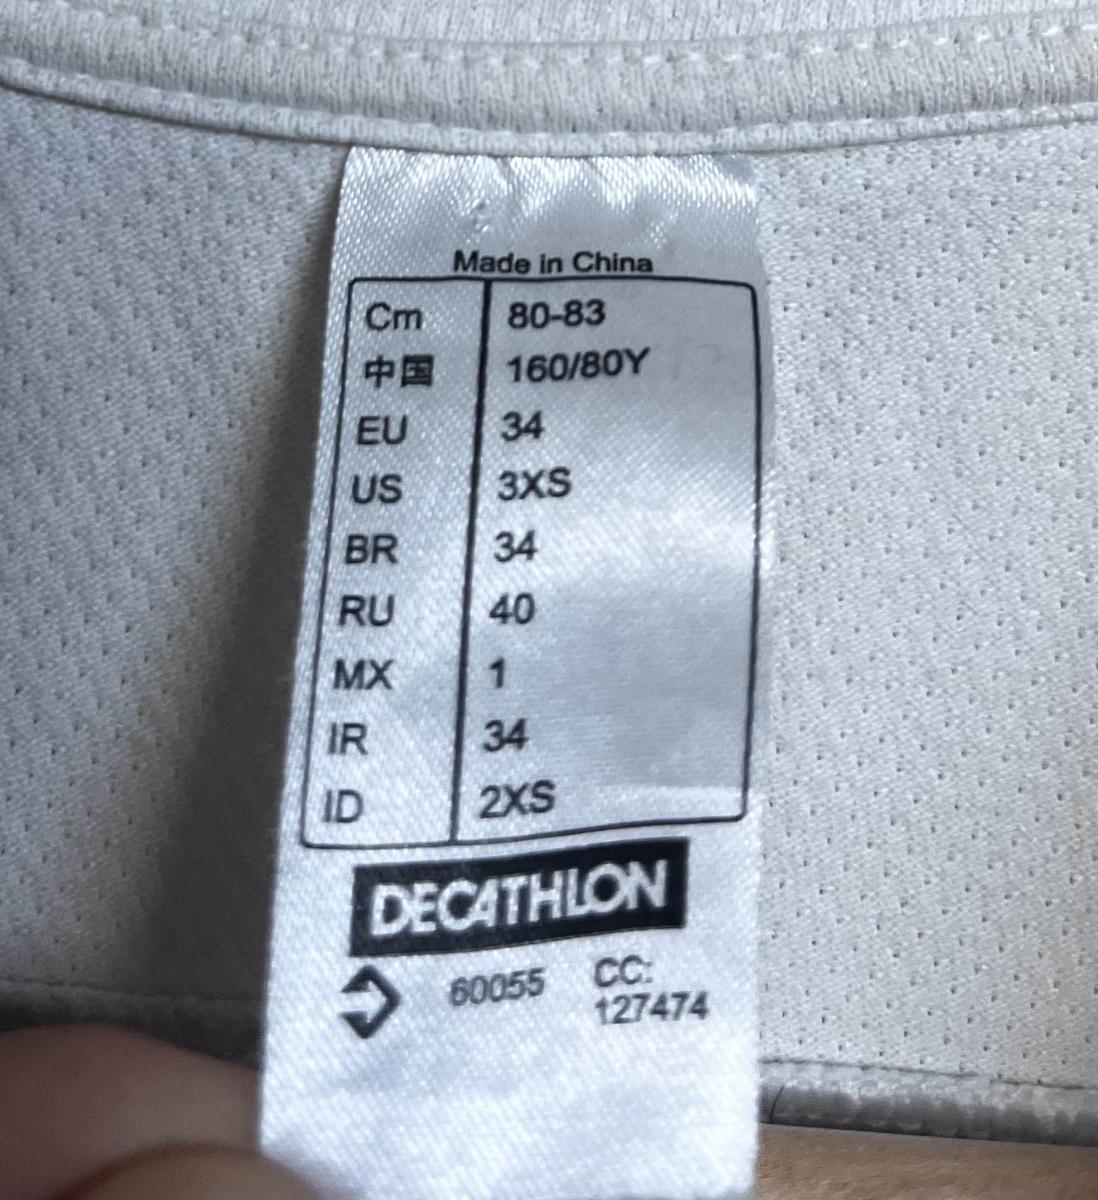 Made in China
Cm 80-83
中国 160/80Y
EU 34
US 3XS
BR 34
RU 40
MX 1
IR 34
ID 2XS
DECATHLON
60055 CC:
127474